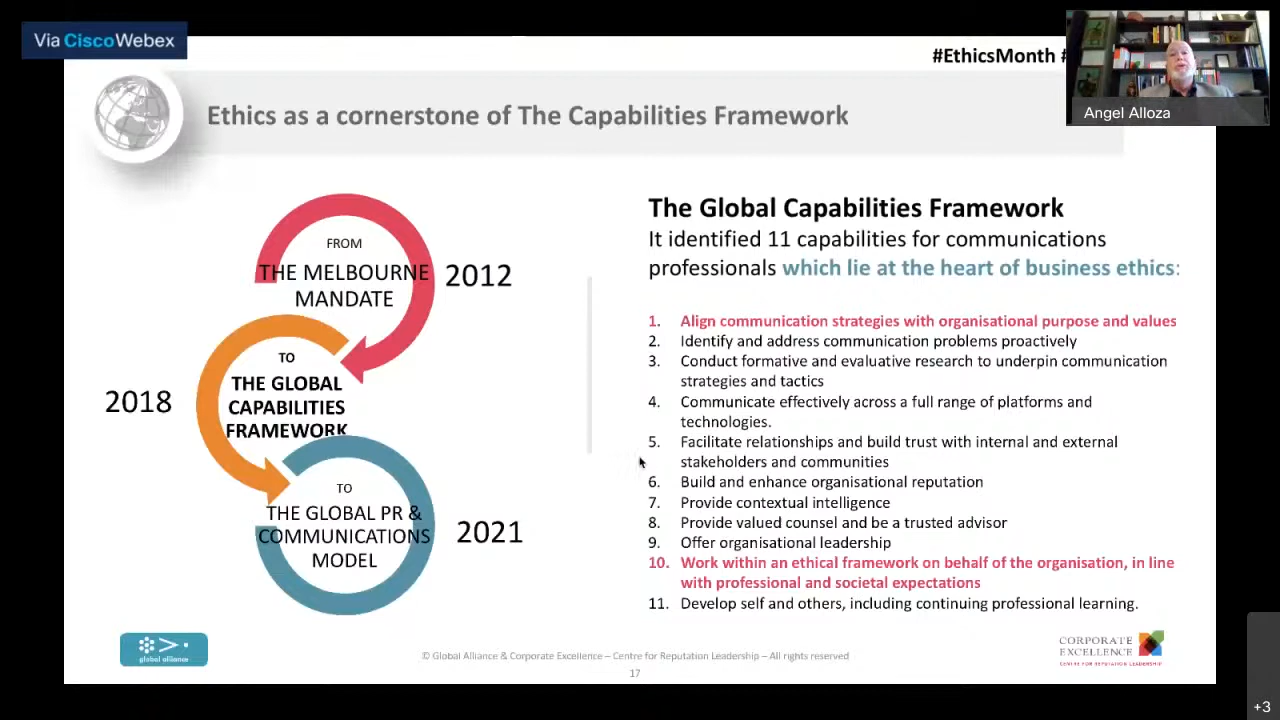 Via CiscoWebex
#EthicsMonth #
Angel Alloza
Ethics as a cornerstone of The Capabilities Framework
FROM
THE MELBOURNE
MANDATE
2012
TO
THE GLOBAL
CAPABILITIES
FRAMEWORK
2018
TO
THE GLOBAL PR &
COMMUNICATIONS
MODEL
2021
The Global Capabilities Framework
It identified 11 capabilities for communications
professionals which lie at the heart of business ethics:
1. Align communication strategies with organisational purpose and values
2. Identify and address communication problems proactively
3. Conduct formative and evaluative research to underpin communication
strategies and tactics
4. Communicate effectively across a full range of platforms and
technologies.
5. Facilitate relationships and build trust with internal and external
stakeholders and communities
6. Build and enhance organisational reputation
7. Provide contextual intelligence
8. Provide valued counsel and be a trusted advisor
9. Offer organisational leadership
10. Work within an ethical framework on behalf of the organisation, in line
with professional and societal expectations
11. Develop self and others, including continuing professional learning.
global alliance
© Global Alliance & Corporate Excellence – Centre for Reputation Leadership – All rights reserved
17
CORPORATE
EXCELLENCE
CENTRE FOR REPUTATION LEADERSHIP
+3